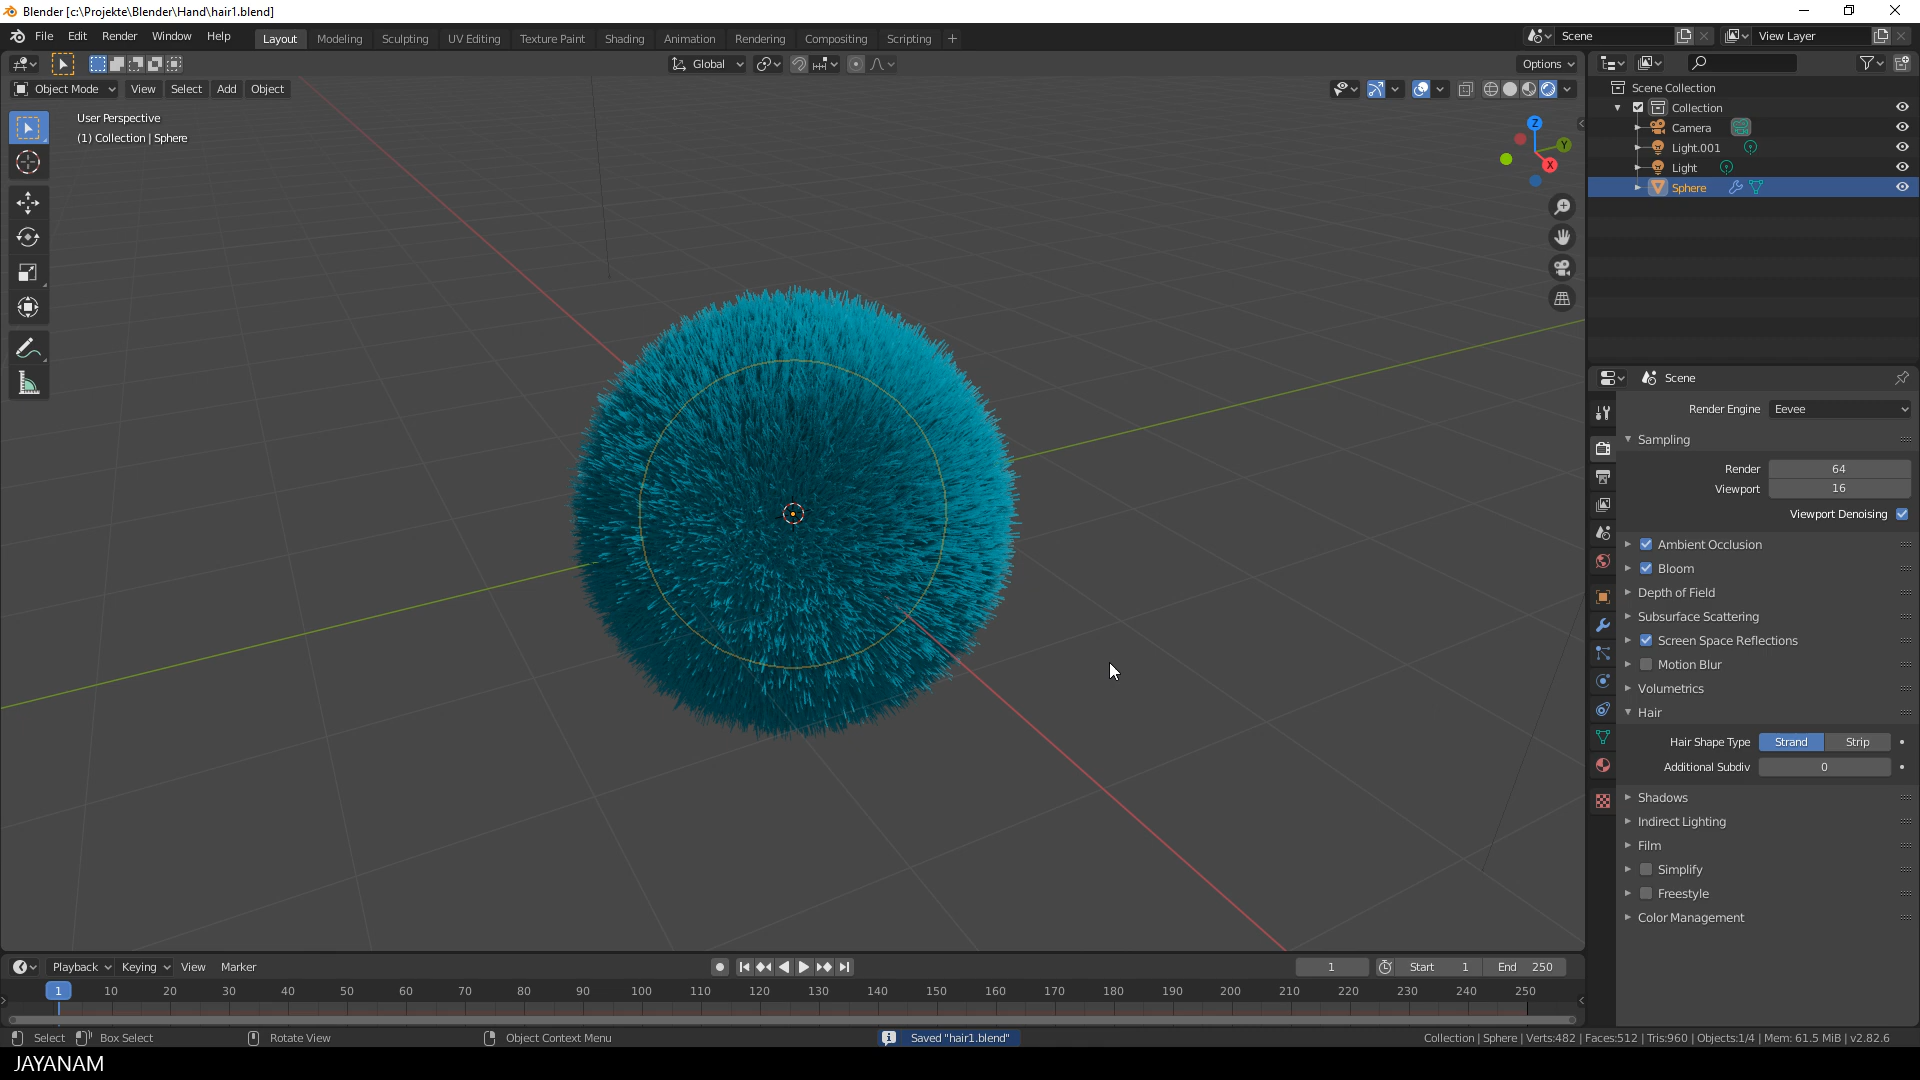 Blender [c:\Projekte\Blender\Hand\hair1.blend]
File Edit Render Window Help Layout Modeling Sculpting UV Editing Texture Paint Shading Animation Rendering Compositing Scripting + Scene View Layer
Global Options
Object Mode View Select Add Object
User Perspective
(1) Collection | Sphere
Z
Y
X
Scene Collection
Collection
Camera
Light.001
Light
Sphere
Scene
Render Engine Eevee
Sampling
Render 64
Viewport 16
Viewport Denoising
Ambient Occlusion
Bloom
Depth of Field
Subsurface Scattering
Screen Space Reflections
Motion Blur
Volumetrics
Hair
Hair Shape Type Strand Strip
Additional Subdiv 0
Shadows
Indirect Lighting
Film
Simplify
Freestyle
Color Management
Playback Keying View Marker 1 Start 1 End 250
1 10 20 30 40 50 60 70 80 90 100 110 120 130 140 150 160 170 180 190 200 210 220 230 240 250
Select Box Select Rotate View Object Context Menu Saved "hair1.blend" Collection | Sphere | Verts:482 | Faces:512 | Tris:960 | Objects:1/4 | Mem: 61.5 MiB | v2.82.6
JAYANAM